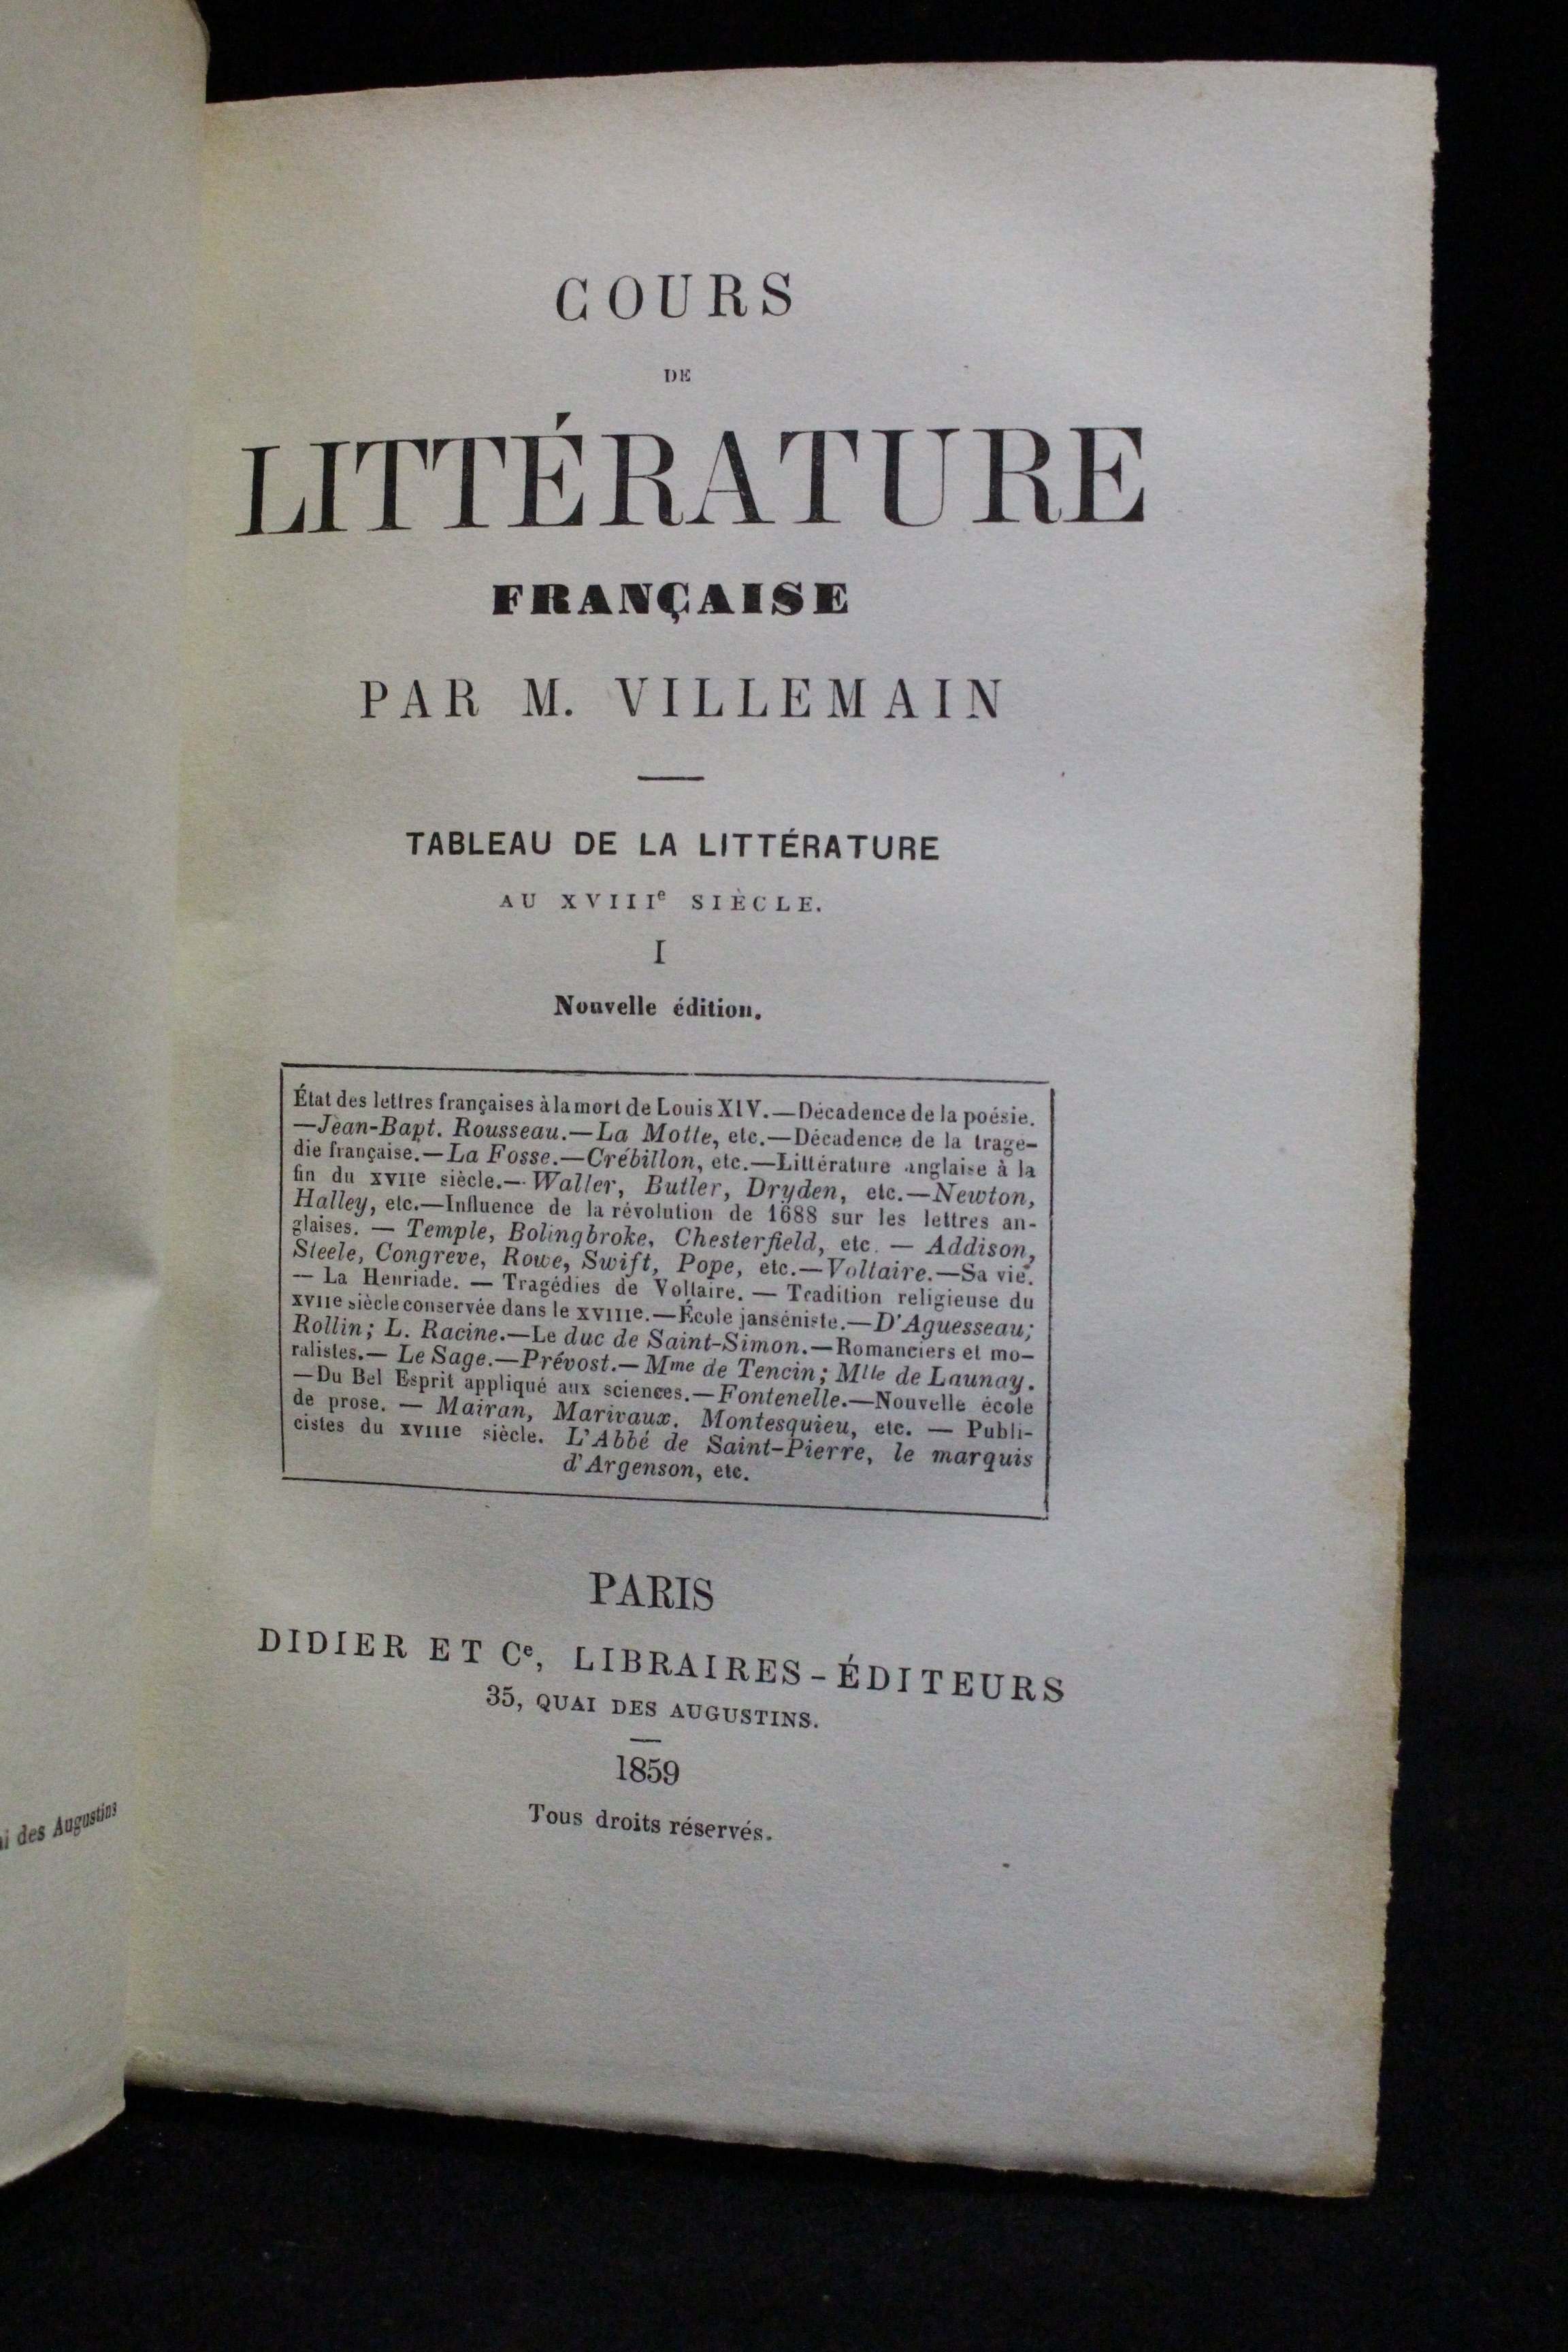 COURS
DE
LITTÉRATURE
FRANÇAISE
PAR M. VILLEMAIN
TABLEAU DE LA LITTÉRATURE
AU XVIIIe SIÈCLE.
I
Nouvelle édition.
État des lettres françaises à la mort de Louis XIV.—Décadence de la poésie.
—Jean-Bapt. Rousseau.—La Motte, etc.—Décadence de la tragé-
die française.—La Fosse.—Crébillon, etc.—Littérature anglaise à la
fin du XVIIe siècle.—Waller, Butler, Dryden, etc.—Newton,
Halley, etc.—Influence de la révolution de 1688 sur les lettres an-
glaises. — Temple, Bolingbroke, Chesterfield, etc. — Addison,
Steele, Congreve, Rowe, Swift, Pope, etc.—Voltaire.—Sa vie.
— La Henriade. — Tragédies de Voltaire. — Tradition religieuse du
XVIIe siècle conservée dans le XVIIIe.—École janséniste.—D'Aguesseau;
Rollin; L. Racine.—Le duc de Saint-Simon.—Romanciers et mo-
ralistes.— Le Sage.—Prévost.—Mme de Tencin; Mlle de Launay.
—Du Bel Esprit appliqué aux sciences.—Fontenelle.—Nouvelle école
de prose. — Mairan, Marivaux, Montesquieu, etc. — Publi-
cistes du XVIIIe siècle. L'Abbé de Saint-Pierre, le marquis
d'Argenson, etc.
PARIS
DIDIER ET Ce, LIBRAIRES-ÉDITEURS
35, QUAI DES AUGUSTINS.
1859
Tous droits réservés.
des Augustins